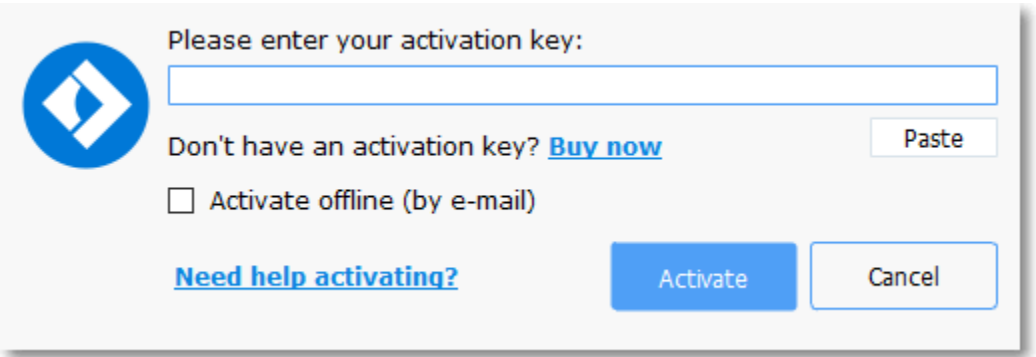 Please enter your activation key:
Don't have an activation key? Buy now
Paste
Activate offline (by e-mail)
Need help activating?
Activate
Cancel